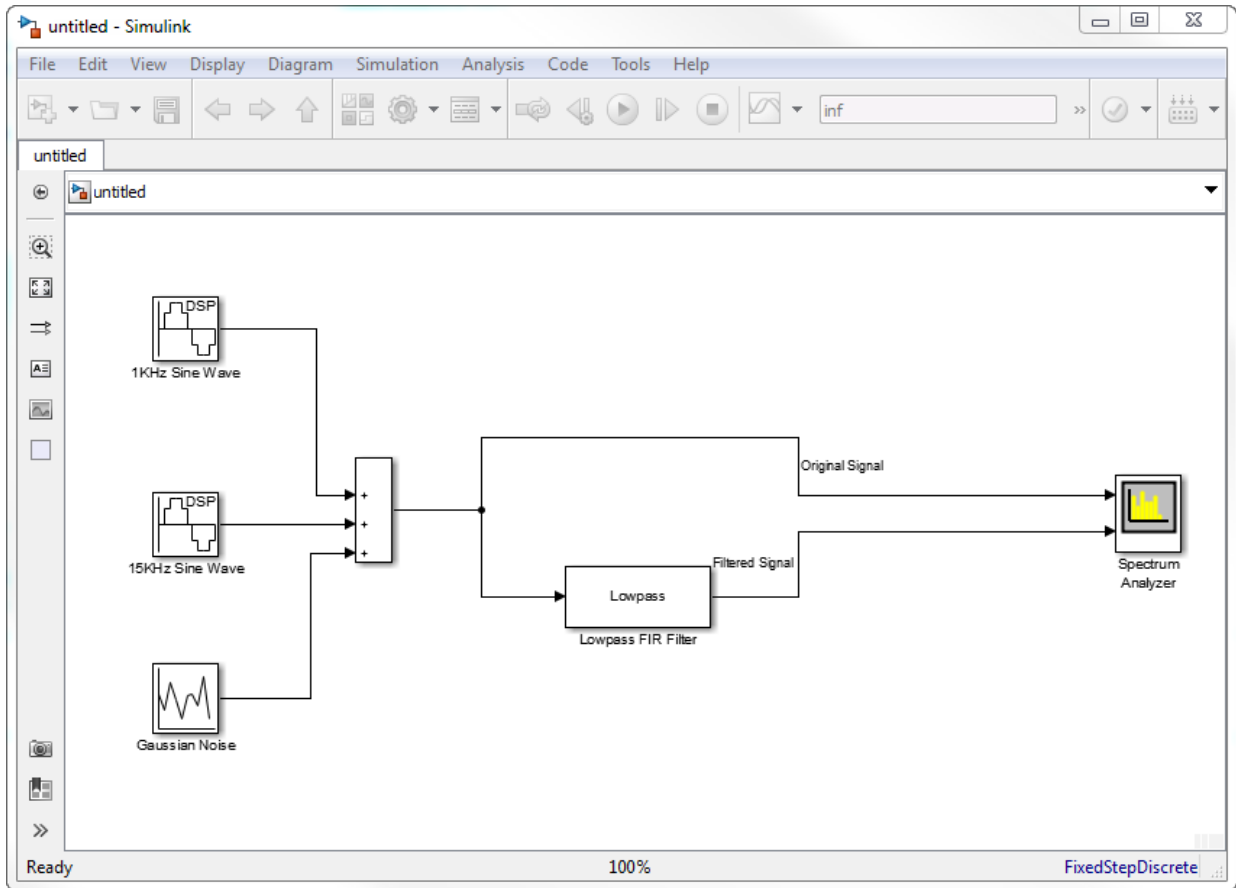 untitled - Simulink
File Edit View Display Diagram Simulation Analysis Code Tools Help
inf »
untitled
untitled
DSP
1KHz Sine Wave
Original Signal
DSP
+
+
+
15KHz Sine Wave
Filtered Signal
Lowpass
Lowpass FIR Filter
Spectrum
Analyzer
Gaussian Noise
Ready 100% FixedStepDiscrete